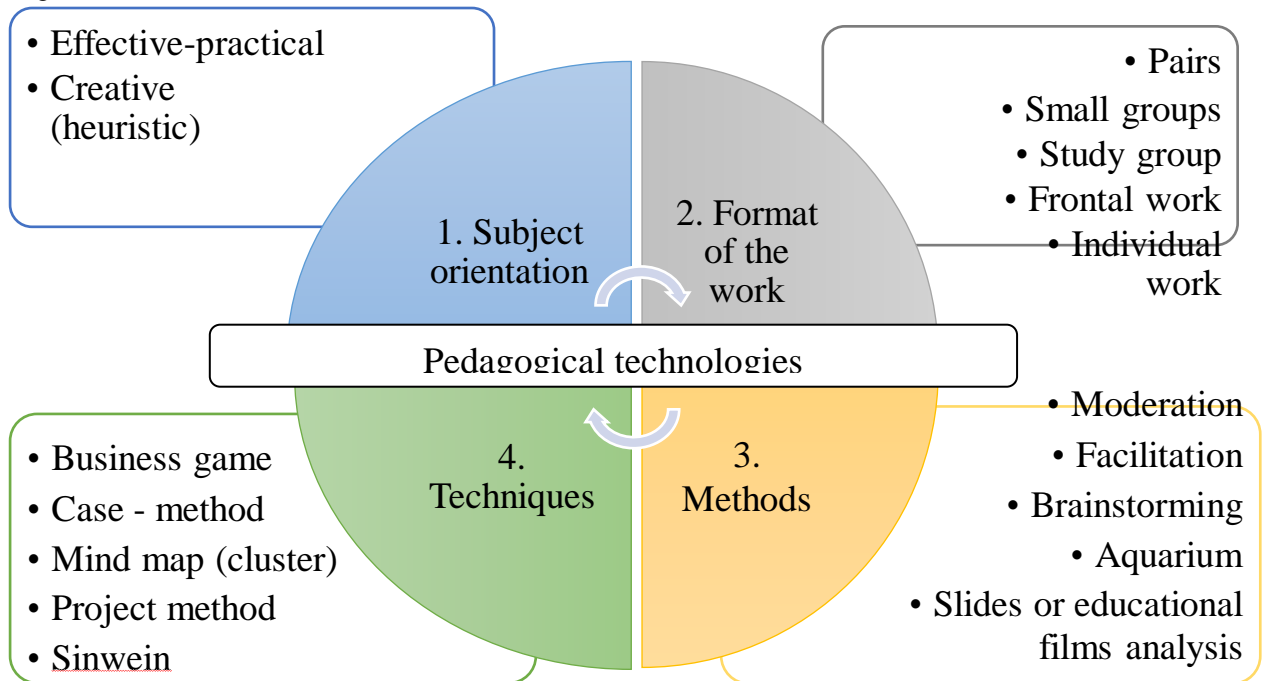 • Effective-practical
• Creative
(heuristic)
• Pairs
• Small groups
• Study group
• Frontal work
• Individual
work
1. Subject
orientation
2. Format
of the
work
Pedagogical technologies
4.
Techniques
3.
Methods
• Business game
• Case - method
• Mind map (cluster)
• Project method
• Sinwein
• Moderation
• Facilitation
• Brainstorming
• Aquarium
• Slides or educational
films analysis